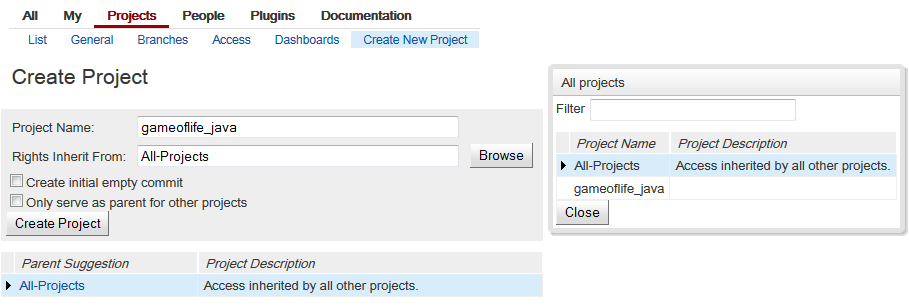 All My Projects People Plugins Documentation
List General Branches Access Dashboards Create New Project
Create Project
Project Name: gameoflife_java
Rights Inherit From: All-Projects Browse
Create initial empty commit
Only serve as parent for other projects
Create Project
Parent Suggestion Project Description
All-Projects Access inherited by all other projects.
All projects
Filter
Project Name Project Description
All-Projects Access inherited by all other projects.
gameoflife_java
Close